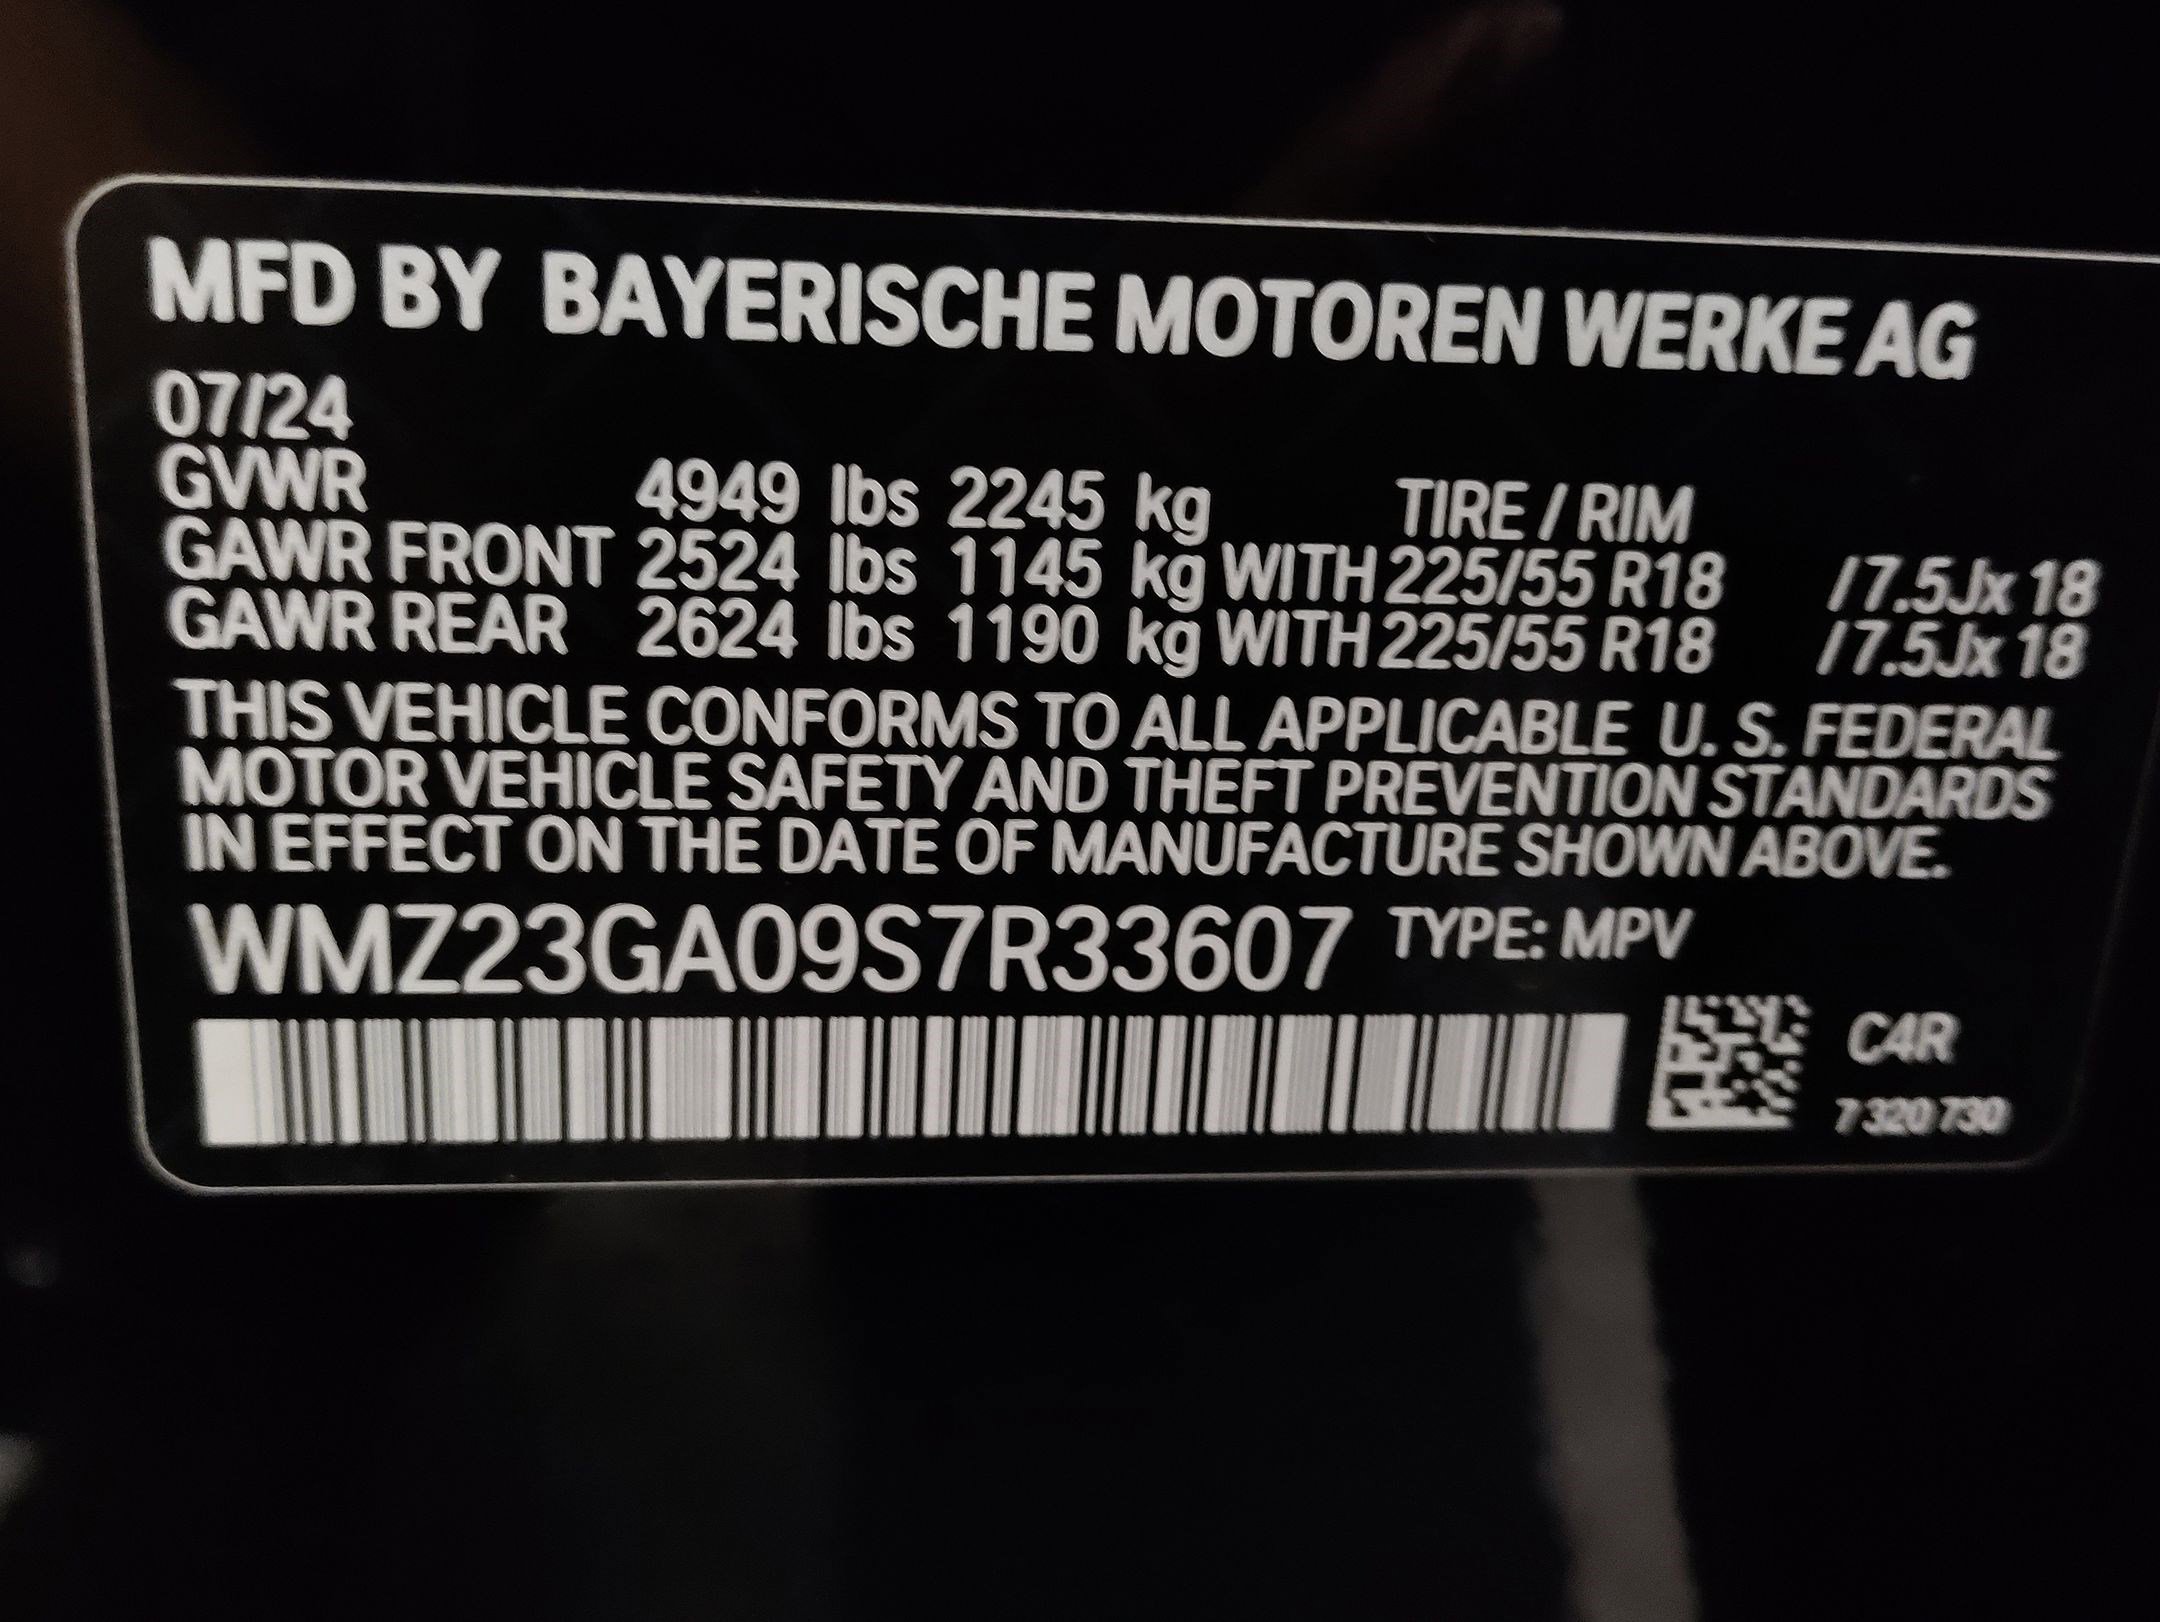 MFD BY BAYERISCHE MOTOREN WERKE AG
07/24
GVWR 4949 lbs 2245 kg TIRE / RIM
GAWR FRONT 2524 lbs 1145 kg WITH 225/55 R18 / 7.5Jx 18
GAWR REAR 2624 lbs 1190 kg WITH 225/55 R18 / 7.5Jx 18
THIS VEHICLE CONFORMS TO ALL APPLICABLE U. S. FEDERAL
MOTOR VEHICLE SAFETY AND THEFT PREVENTION STANDARDS
IN EFFECT ON THE DATE OF MANUFACTURE SHOWN ABOVE.
WMZ23GA09S7R33607 TYPE: MPV
C4R
7 320 730